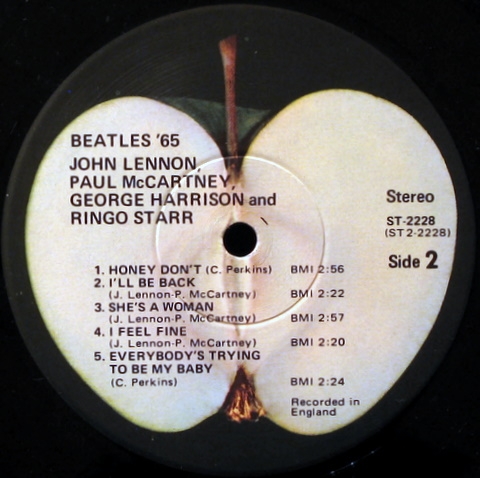 BEATLES '65
JOHN LENNON,
PAUL McCARTNEY,
GEORGE HARRISON and
RINGO STARR
Stereo
ST-2228
(ST 2-2228)
Side 2
1. HONEY DON'T (C. Perkins) BMI 2:56
2. I'LL BE BACK
(J. Lennon-P. McCartney) BMI 2:22
3. SHE'S A WOMAN
(J. Lennon-P. McCartney) BMI 2:57
4. I FEEL FINE
(J. Lennon-P. McCartney) BMI 2:20
5. EVERYBODY'S TRYING
TO BE MY BABY
(C. Perkins) BMI 2:24
Recorded in
England